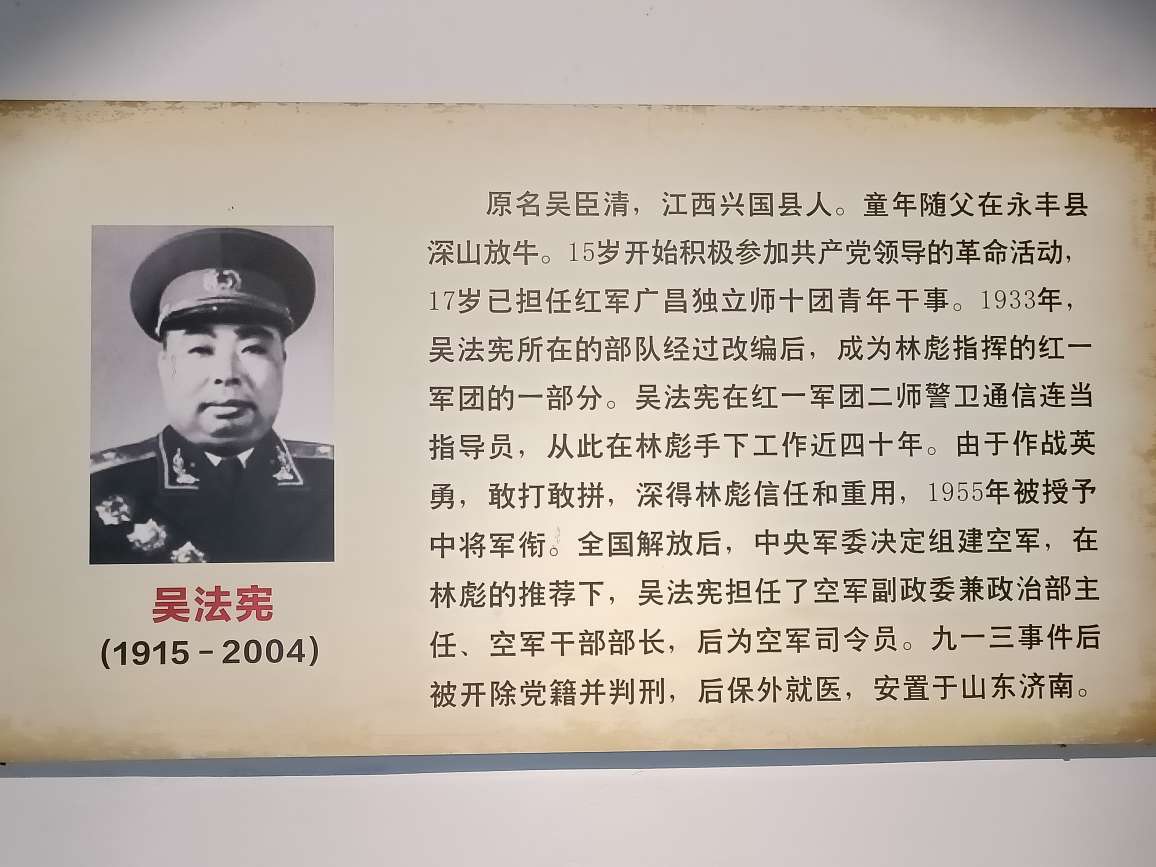 原名吴臣清，江西兴国县人。童年随父在永丰县
深山放牛。15岁开始积极参加共产党领导的革命活动，
17岁已担任红军广昌独立师十团青年干事。1933年，
吴法宪所在的部队经过改编后，成为林彪指挥的红一
军团的一部分。吴法宪在红一军团二师警卫通信连当
指导员，从此在林彪手下工作近四十年。由于作战英
勇，敢打敢拼，深得林彪信任和重用，1955年被授予
中将军衔。全国解放后，中央军委决定组建空军，在
林彪的推荐下，吴法宪担任了空军副政委兼政治部主
任、空军干部部长，后为空军司令员。九一三事件后
被开除党籍并判刑，后保外就医，安置于山东济南。
吴法宪
(1915－2004)